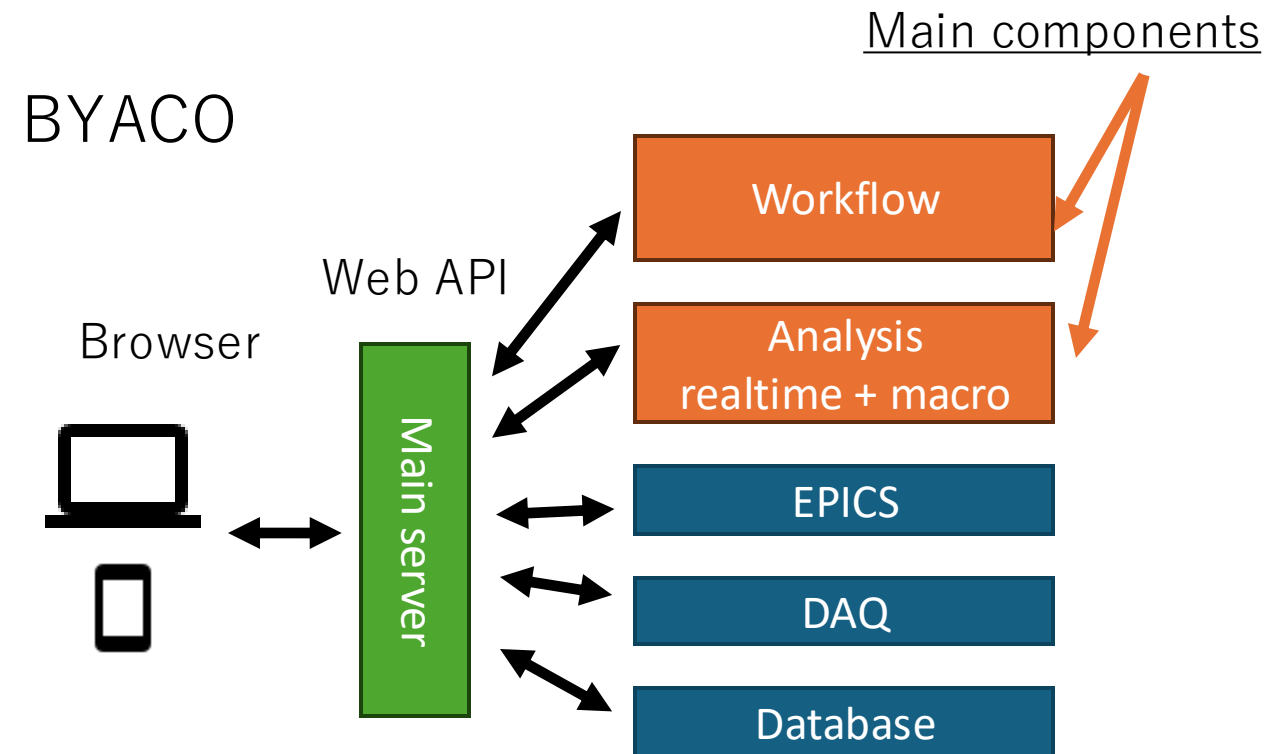 Main components
BYACO
Workflow
Web API
Browser
Analysis
realtime + macro
Main server
EPICS
DAQ
Database